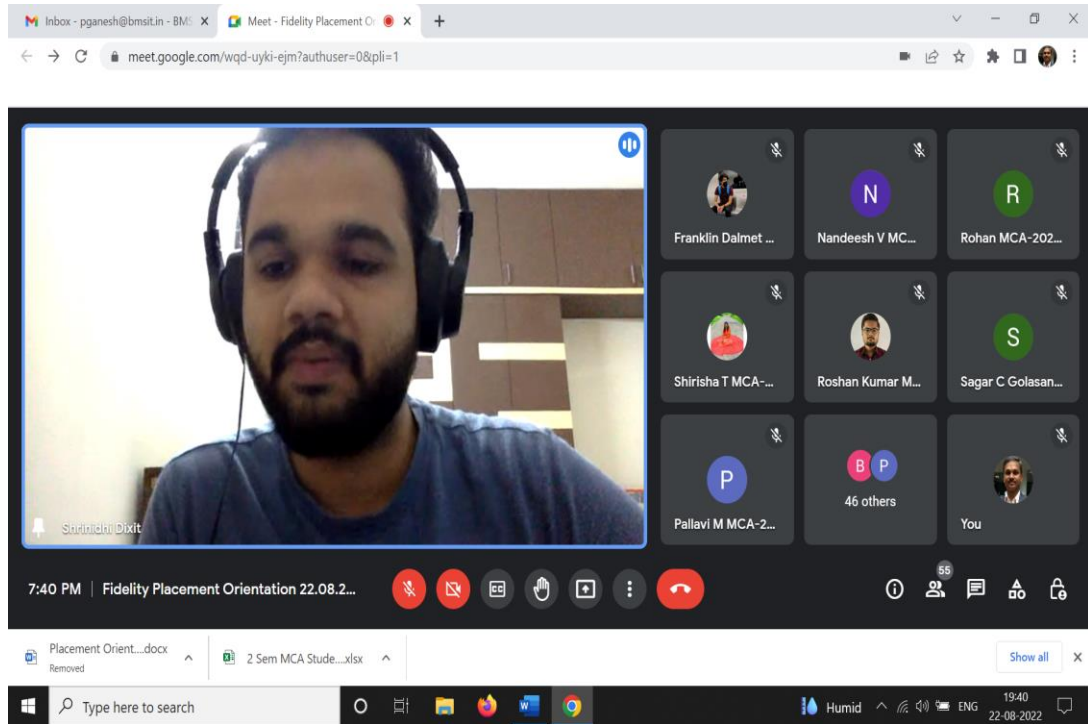 Inbox - pganesh@bmsit.in - BMS
Meet - Fidelity Placement Or
meet.google.com/wqd-uyki-ejm?authuser=0&pli=1
Franklin Dalmet ...
N
Nandeesh V MC...
R
Rohan MCA-202...
Shirisha T MCA-...
Roshan Kumar M...
S
Sagar C Golasan...
P
Pallavi M MCA-2...
B P
46 others
You
Shrinidhi Dixit
7:40 PM | Fidelity Placement Orientation 22.08.2...
CC
55
Placement Orient....docx
Removed
2 Sem MCA Stude....xlsx
Show all
Type here to search
Humid
ENG
19:40
22-08-2022